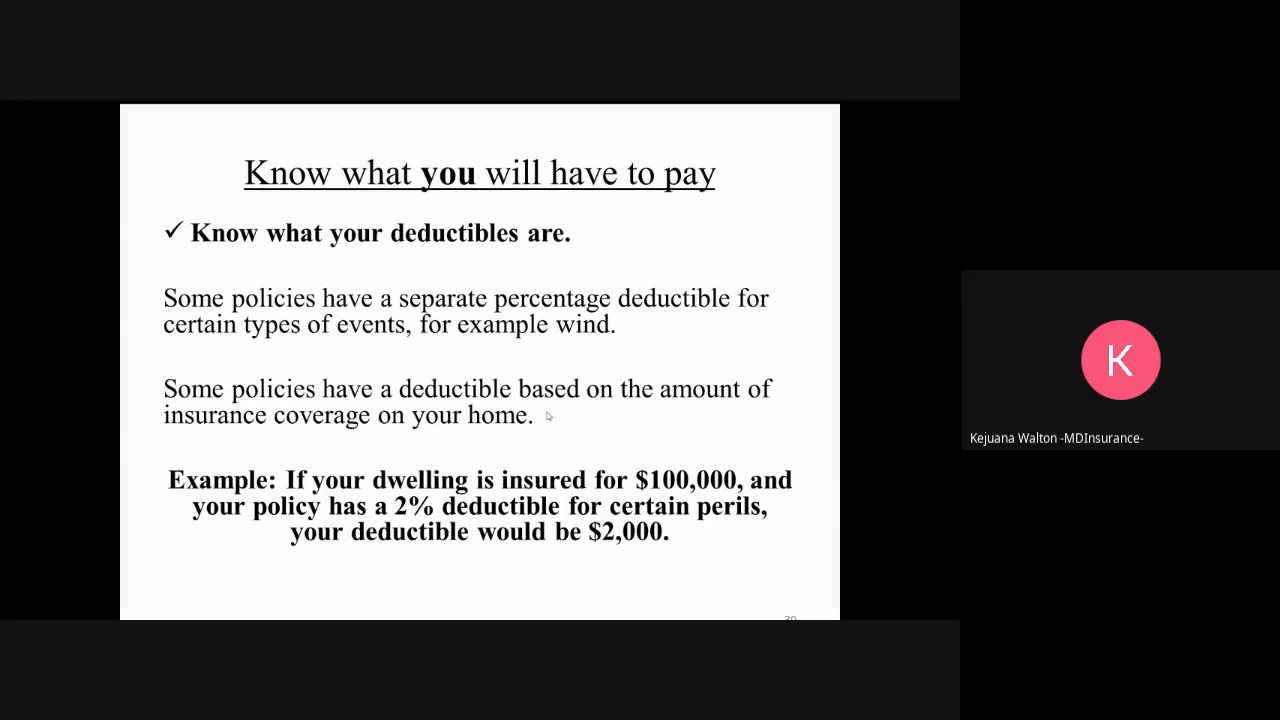 Know what you will have to pay
✓ Know what your deductibles are.
Some policies have a separate percentage deductible for
certain types of events, for example wind.
Some policies have a deductible based on the amount of
insurance coverage on your home.
Example: If your dwelling is insured for $100,000, and
your policy has a 2% deductible for certain perils,
your deductible would be $2,000.
K
Kejuana Walton -MDInsurance-